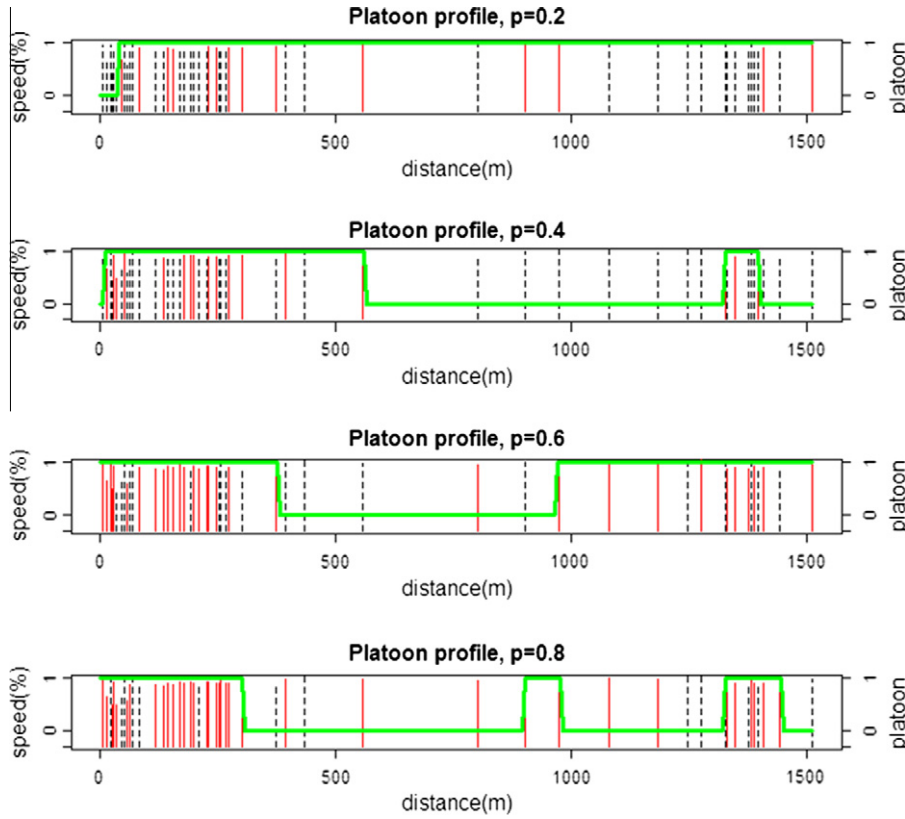 Platoon profile, p=0.2
speed(%)
1
0
1
0
platoon
0 500 1000 1500
distance(m)
Platoon profile, p=0.4
speed(%)
1
0
1
0
platoon
0 500 1000 1500
distance(m)
Platoon profile, p=0.6
speed(%)
1
0
1
0
platoon
0 500 1000 1500
distance(m)
Platoon profile, p=0.8
speed(%)
1
0
1
0
platoon
0 500 1000 1500
distance(m)